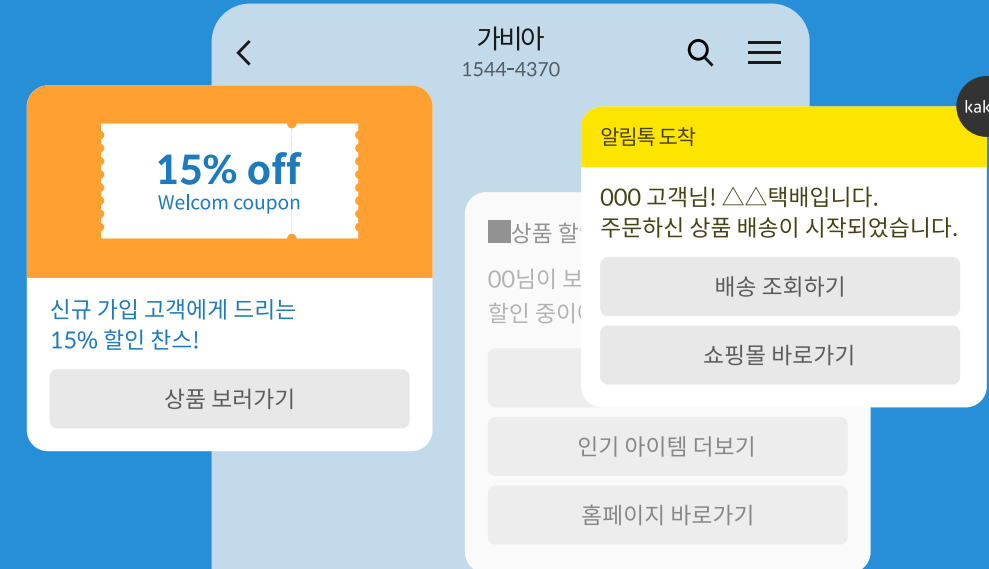 가비아
1544-4370
15% off
Welcom coupon
신규 가입 고객에게 드리는
15% 할인 찬스!
상품 보러가기
알림톡 도착
000 고객님! △△택배입니다.
주문하신 상품 배송이 시작되었습니다.
배송 조회하기
쇼핑몰 바로가기
kak
■상품 할
00님이 보
할인 중이
인기 아이템 더보기
홈페이지 바로가기